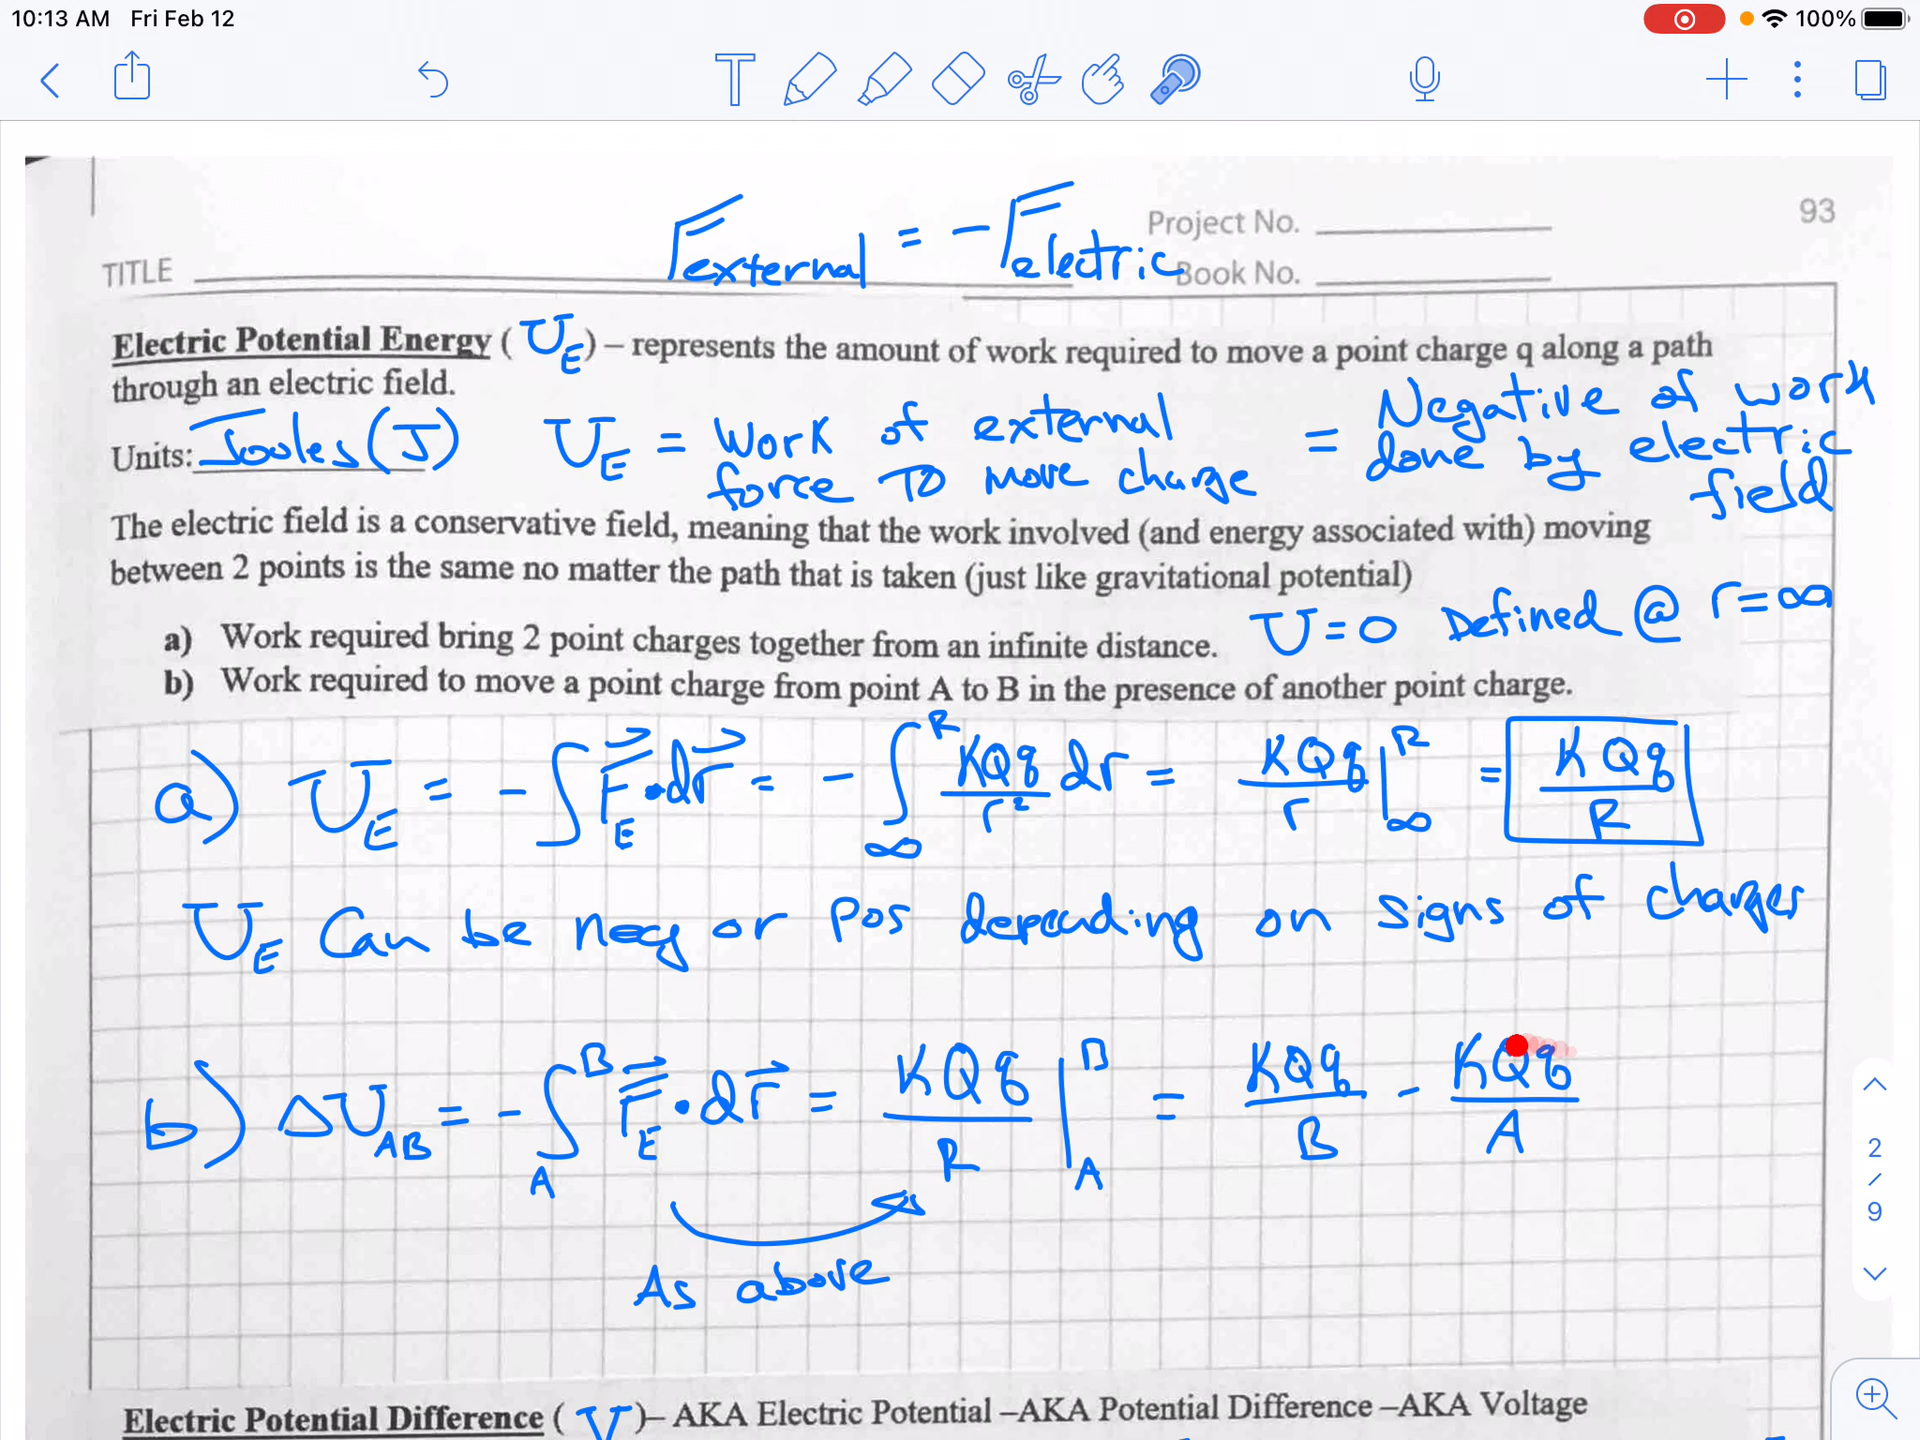 10:13 AM Fri Feb 12
100%
93
F external = - F electric
Project No.
TITLE
Book No.
Electric Potential Energy ( U_E ) – represents the amount of work required to move a point charge q along a path
through an electric field.
Units: Joules (J)
U_E = Work of external force To move charge = Negative of work done by electric field
The electric field is a conservative field, meaning that the work involved (and energy associated with) moving
between 2 points is the same no matter the path that is taken (just like gravitational potential)
a) Work required bring 2 point charges together from an infinite distance. U = 0 Defined @ r = ∞
b) Work required to move a point charge from point A to B in the presence of another point charge.
a) U_E = - ∫ F_E • dr = - ∫_∞^R KQq/r² dr = KQq/r |_∞^R = KQq/R
U_E Can be neg or pos depending on signs of charges
b) ΔU_AB = - ∫_A^B F_E • dr = KQq/R |_A^B = KQq/B - KQq/A
As above
2
/
9
Electric Potential Difference ( V ) – AKA Electric Potential –AKA Potential Difference –AKA Voltage